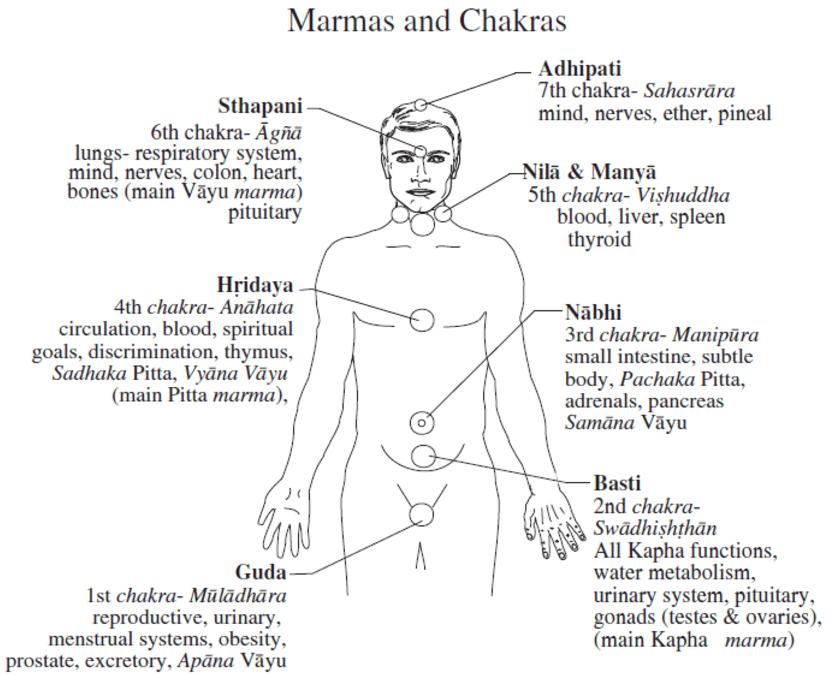 Marmas and Chakras
Adhipati
7th chakra- Sahasrāra
mind, nerves, ether, pineal
Sthapani
6th chakra- Āgñā
lungs- respiratory system,
mind, nerves, colon, heart,
bones (main Vāyu marma)
pituitary
Nilā & Manyā
5th chakra- Viṣhuddha
blood, liver, spleen
thyroid
Hṛidaya
4th chakra- Anāhata
circulation, blood, spiritual
goals, discrimination, thymus,
Sadhaka Pitta, Vyāna Vāyu
(main Pitta marma),
Nābhi
3rd chakra- Manipūra
small intestine, subtle
body, Pachaka Pitta,
adrenals, pancreas
Samāna Vāyu
Basti
2nd chakra-
Swādhiṣhṭhān
All Kapha functions,
water metabolism,
urinary system, pituitary,
gonads (testes & ovaries),
(main Kapha marma)
Guda
1st chakra- Mūlādhāra
reproductive, urinary,
menstrual systems, obesity,
prostate, excretory, Apāna Vāyu